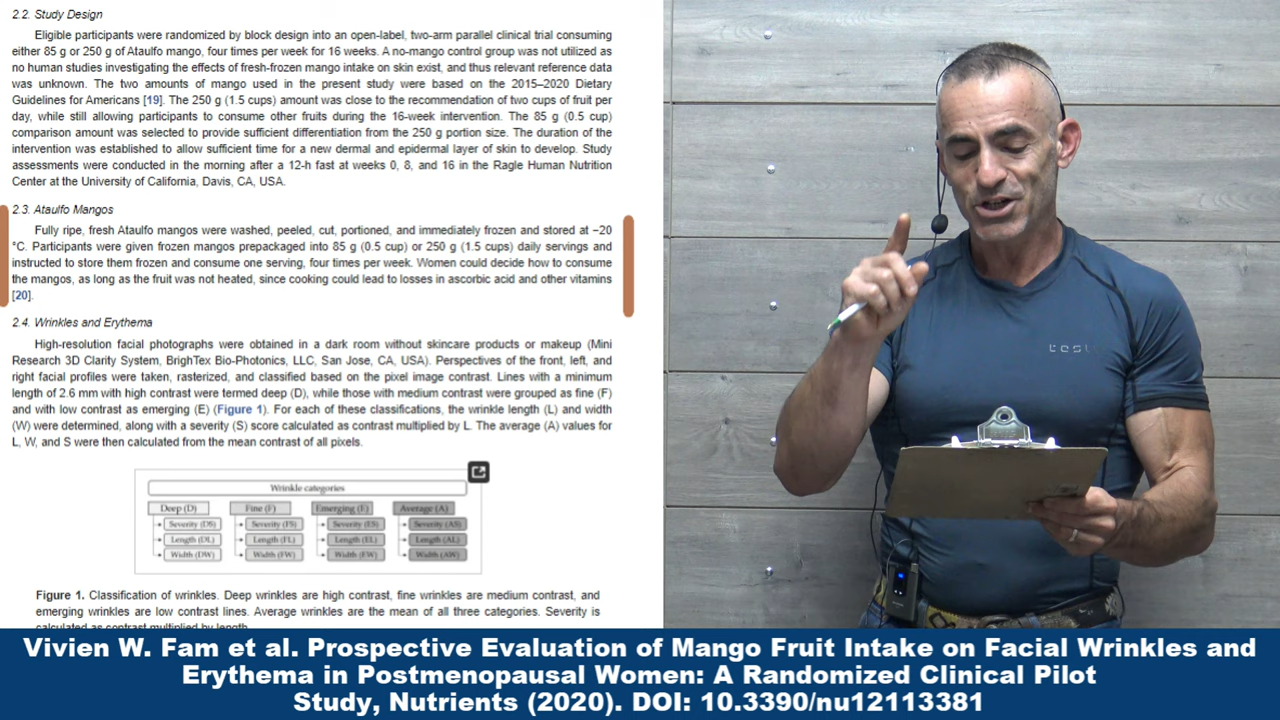 2.2. Study Design
Eligible participants were randomized by block design into an open-label, two-arm parallel clinical trial consuming
either 85 g or 250 g of Ataulfo mango, four times per week for 16 weeks. A no-mango control group was not utilized as
no human studies investigating the effects of fresh-frozen mango intake on skin exist, and thus relevant reference data
was unknown. The two amounts of mango used in the present study were based on the 2015–2020 Dietary
Guidelines for Americans [19]. The 250 g (1.5 cups) amount was close to the recommendation of two cups of fruit per
day, while still allowing participants to consume other fruits during the 16-week intervention. The 85 g (0.5 cup)
comparison amount was selected to provide sufficient differentiation from the 250 g portion size. The duration of the
intervention was established to allow sufficient time for a new dermal and epidermal layer of skin to develop. Study
assessments were conducted in the morning after a 12-h fast at weeks 0, 8, and 16 in the Ragle Human Nutrition
Center at the University of California, Davis, CA, USA.
2.3. Ataulfo Mangos
Fully ripe, fresh Ataulfo mangos were washed, peeled, cut, portioned, and immediately frozen and stored at −20
°C. Participants were given frozen mangos prepackaged into 85 g (0.5 cup) or 250 g (1.5 cups) daily servings and
instructed to store them frozen and consume one serving, four times per week. Women could decide how to consume
the mangos, as long as the fruit was not heated, since cooking could lead to losses in ascorbic acid and other vitamins
[20].
2.4. Wrinkles and Erythema
High-resolution facial photographs were obtained in a dark room without skincare products or makeup (Mini
Research 3D Clarity System, BrighTex Bio-Photonics, LLC, San Jose, CA, USA). Perspectives of the front, left, and
right facial profiles were taken, rasterized, and classified based on the pixel image contrast. Lines with a minimum
length of 2.6 mm with high contrast were termed deep (D), while those with medium contrast were grouped as fine (F)
and with low contrast as emerging (E) (Figure 1). For each of these classifications, the wrinkle length (L) and width
(W) were determined, along with a severity (S) score calculated as contrast multiplied by L. The average (A) values for
L, W, and S were then calculated from the mean contrast of all pixels.
Wrinkle categories
Deep (D) Fine (F) Emerging (E) Average (A)
Severity (DS) Severity (FS) Severity (ES) Severity (AS)
Length (DL) Length (FL) Length (EL) Length (AL)
Width (DW) Width (FW) Width (EW) Width (AW)
Figure 1. Classification of wrinkles. Deep wrinkles are high contrast, fine wrinkles are medium contrast, and
emerging wrinkles are low contrast lines. Average wrinkles are the mean of all three categories. Severity is
calculated as contrast multiplied by length.
Vivien W. Fam et al. Prospective Evaluation of Mango Fruit Intake on Facial Wrinkles and
Erythema in Postmenopausal Women: A Randomized Clinical Pilot
Study, Nutrients (2020). DOI: 10.3390/nu12113381